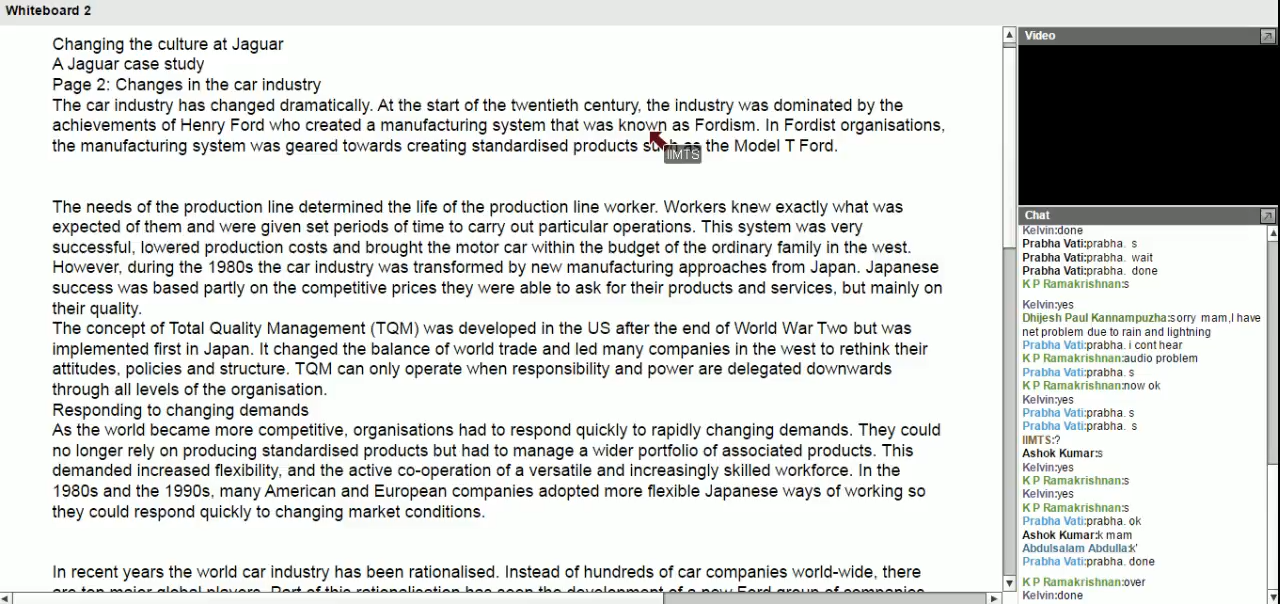 Whiteboard 2
Changing the culture at Jaguar
A Jaguar case study
Page 2: Changes in the car industry
The car industry has changed dramatically. At the start of the twentieth century, the industry was dominated by the
achievements of Henry Ford who created a manufacturing system that was known as Fordism. In Fordist organisations,
the manufacturing system was geared towards creating standardised products such as the Model T Ford.
IIMTS
The needs of the production line determined the life of the production line worker. Workers knew exactly what was
expected of them and were given set periods of time to carry out particular operations. This system was very
successful, lowered production costs and brought the motor car within the budget of the ordinary family in the west.
However, during the 1980s the car industry was transformed by new manufacturing approaches from Japan. Japanese
success was based partly on the competitive prices they were able to ask for their products and services, but mainly on
their quality.
The concept of Total Quality Management (TQM) was developed in the US after the end of World War Two but was
implemented first in Japan. It changed the balance of world trade and led many companies in the west to rethink their
attitudes, policies and structure. TQM can only operate when responsibility and power are delegated downwards
through all levels of the organisation.
Responding to changing demands
As the world became more competitive, organisations had to respond quickly to rapidly changing demands. They could
no longer rely on producing standardised products but had to manage a wider portfolio of associated products. This
demanded increased flexibility, and the active co-operation of a versatile and increasingly skilled workforce. In the
1980s and the 1990s, many American and European companies adopted more flexible Japanese ways of working so
they could respond quickly to changing market conditions.
In recent years the world car industry has been rationalised. Instead of hundreds of car companies world-wide, there
are ten major global players. Part of this rationalisation has seen the development of a new Ford group of companies
Video
Chat
Kelvin:done
Prabha Vati:prabha. s
Prabha Vati:prabha. wait
Prabha Vati:prabha. done
K P Ramakrishnan:s
Kelvin:yes
Dhijesh Paul Kannampuzha:sorry mam,I have
net problem due to rain and lightning
Prabha Vati:prabha. i cont hear
K P Ramakrishnan:audio problem
Prabha Vati:prabha. s
K P Ramakrishnan:now ok
Kelvin:yes
Prabha Vati:prabha. s
Prabha Vati:prabha. s
IIMTS:?
Ashok Kumar:s
Kelvin:yes
K P Ramakrishnan:s
Kelvin:yes
K P Ramakrishnan:s
Prabha Vati:prabha. ok
Ashok Kumar:k mam
Abdulsalam Abdulla:k'
Prabha Vati:prabha. done
K P Ramakrishnan:over
Kelvin:done